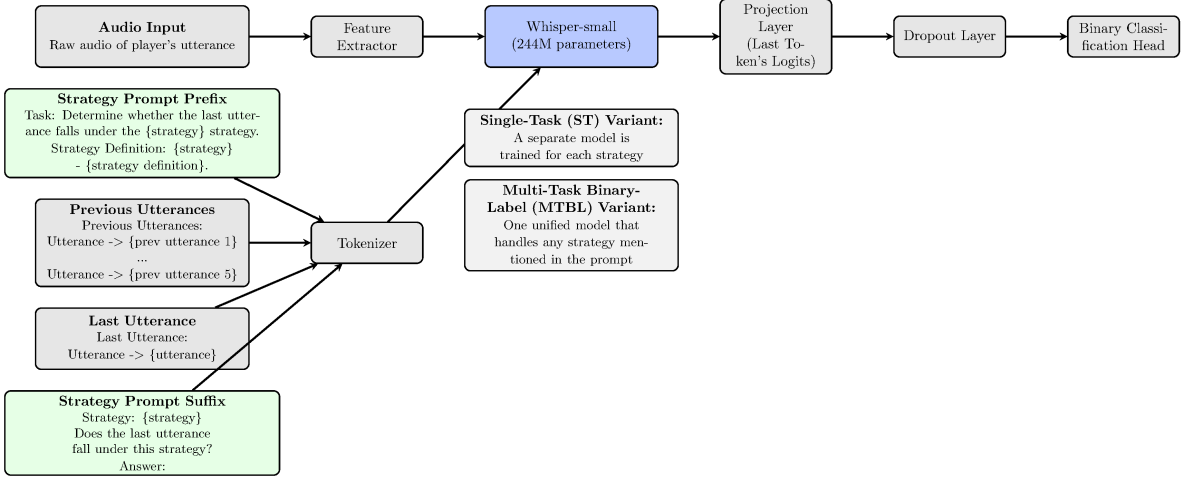 Audio Input
Raw audio of player's utterance
Feature
Extractor
Whisper-small
(244M parameters)
Projection
Layer
(Last To-
ken's Logits)
Dropout Layer
Binary Classi-
fication Head
Strategy Prompt Prefix
Task: Determine whether the last utter-
ance falls under the {strategy} strategy.
Strategy Definition: {strategy}
- {strategy definition}.
Previous Utterances
Previous Utterances:
Utterance -> {prev utterance 1}
...
Utterance -> {prev utterance 5}
Last Utterance
Last Utterance:
Utterance -> {utterance}
Strategy Prompt Suffix
Strategy: {strategy}
Does the last utterance
fall under this strategy?
Answer:
Tokenizer
Single-Task (ST) Variant:
A separate model is
trained for each strategy
Multi-Task Binary-
Label (MTBL) Variant:
One unified model that
handles any strategy men-
tioned in the prompt